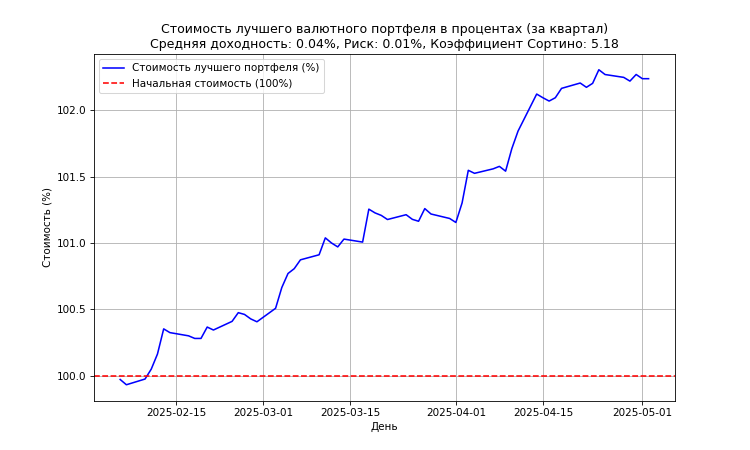 Стоимость лучшего валютного портфеля в процентах (за квартал)
Средняя доходность: 0.04%, Риск: 0.01%, Коэффициент Сортино: 5.18
Стоимость лучшего портфеля (%)
Начальная стоимость (100%)
Стоимость (%)
102.0
101.5
101.0
100.5
100.0
2025-02-15
2025-03-01
2025-03-15
2025-04-01
2025-04-15
2025-05-01
День